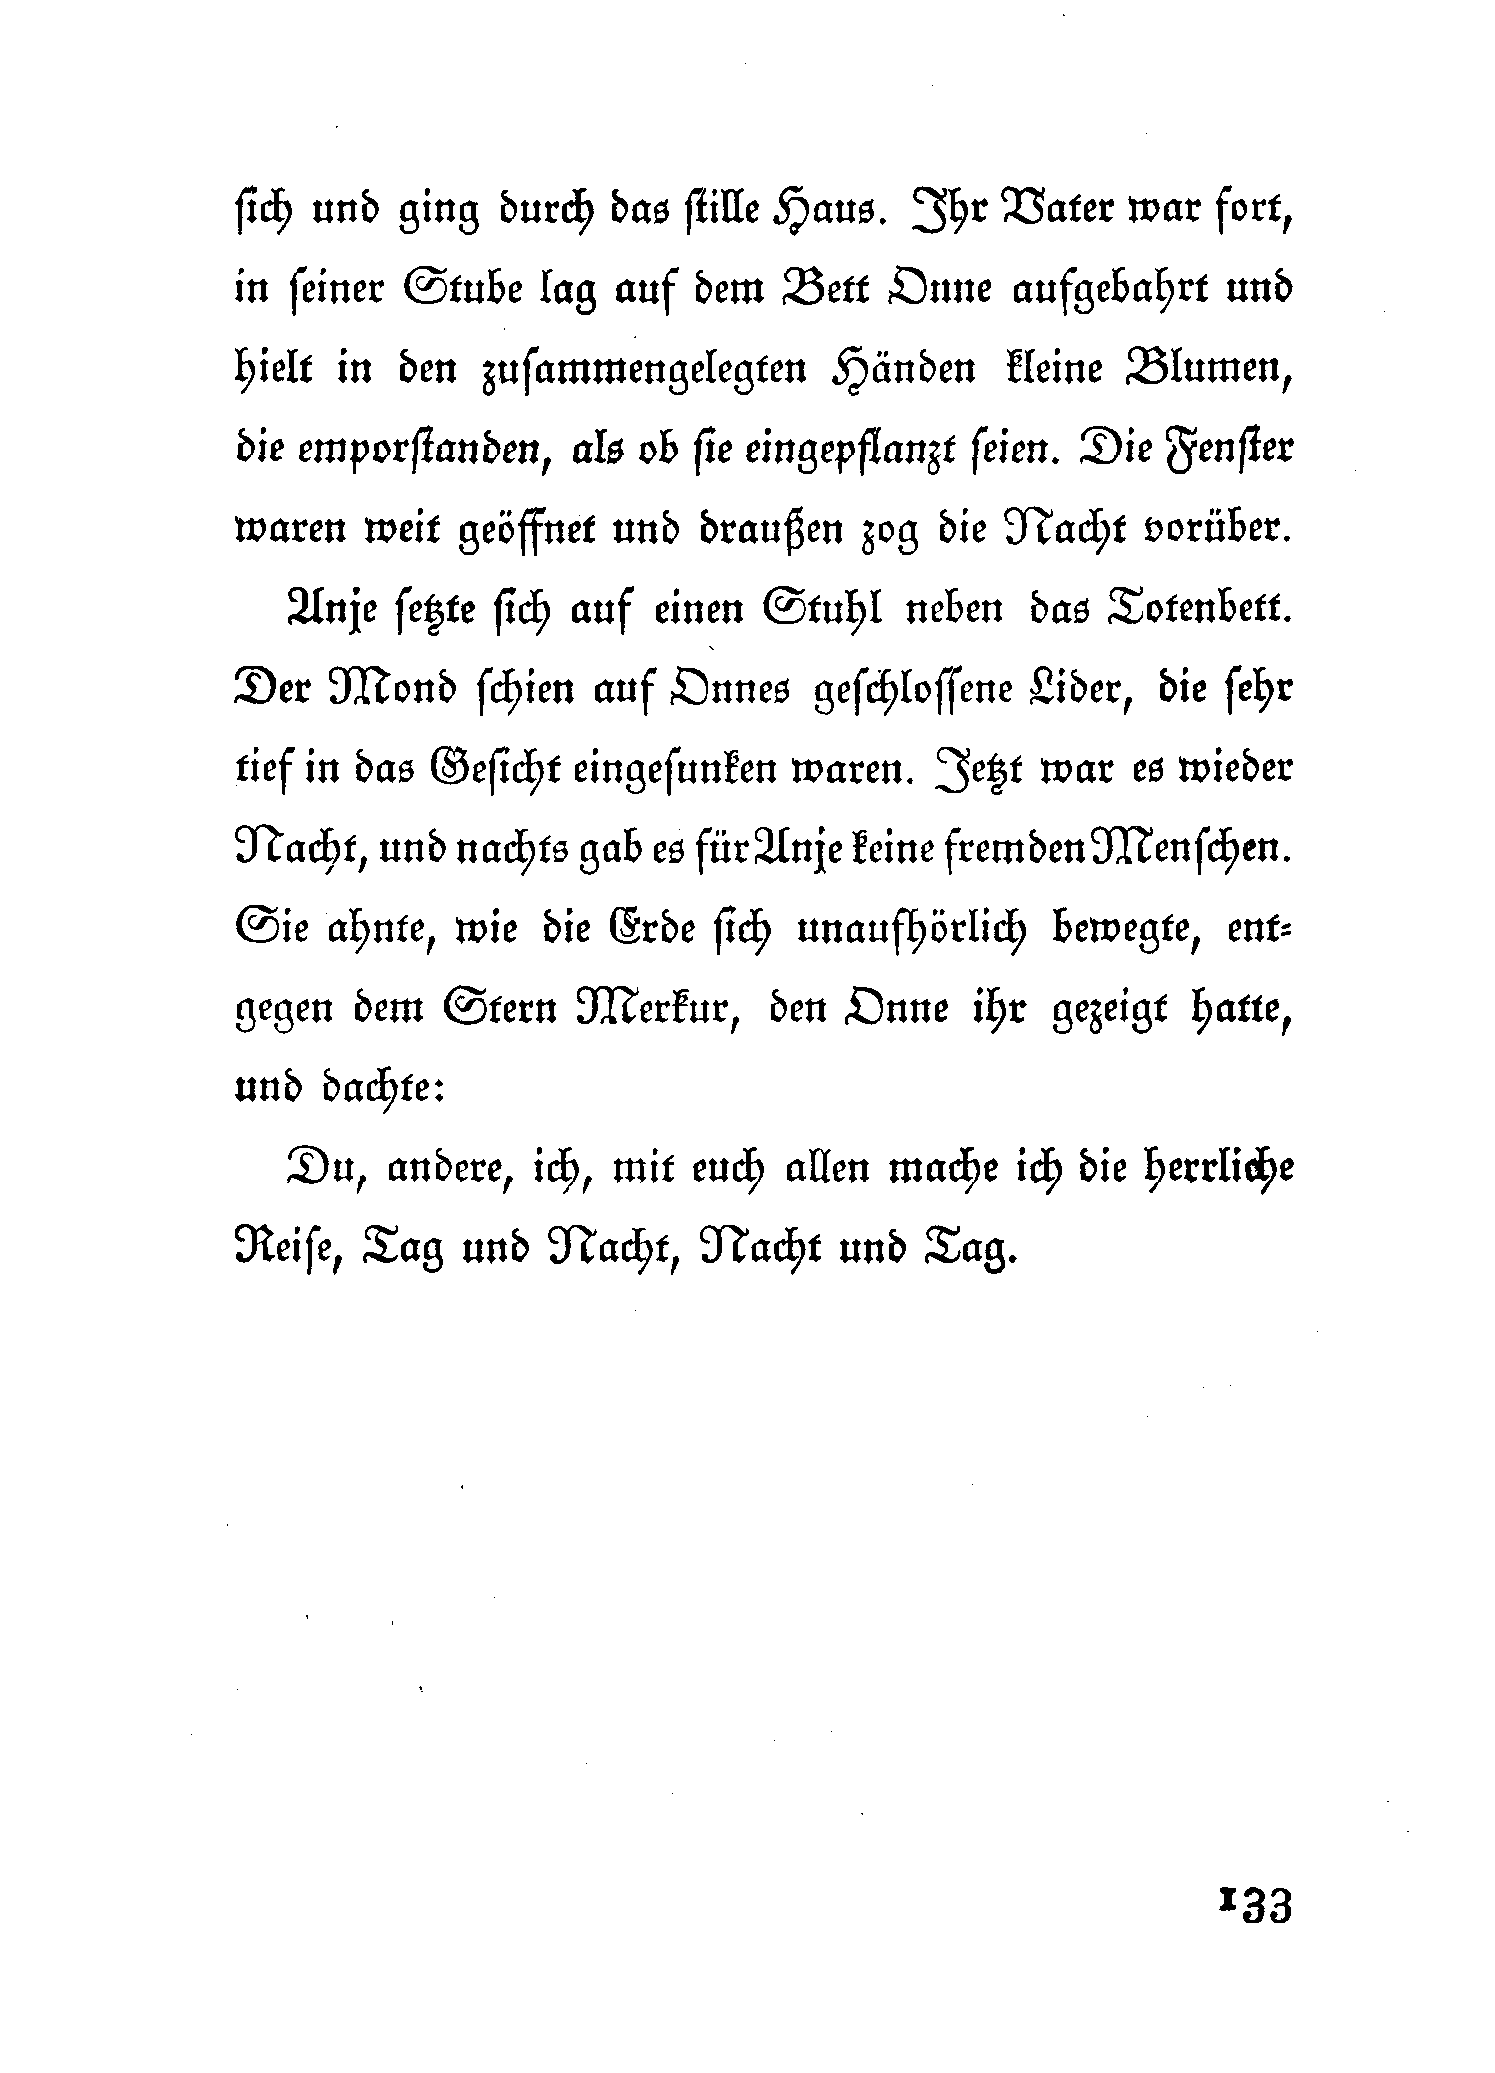 sich und ging durch das stille Haus. Ihr Vater war fort,
in seiner Stube lag auf dem Bett Onne aufgebahrt und
hielt in den zusammengelegten Händen kleine Blumen,
die emporstanden, als ob sie eingepflanzt seien. Die Fenster
waren weit geöffnet und draußen zog die Nacht vorüber.
Anje setzte sich auf einen Stuhl neben das Totenbett.
Der Mond schien auf Onnes geschlossene Lider, die sehr
tief in das Gesicht eingesunken waren. Jetzt war es wieder
Nacht, und nachts gab es für Anje keine fremden Menschen.
Sie ahnte, wie die Erde sich unaufhörlich bewegte, ent-
gegen dem Stern Merkur, den Onne ihr gezeigt hatte,
und dachte:
Du, andere, ich, mit euch allen mache ich die herrliche
Reise, Tag und Nacht, Nacht und Tag.
133